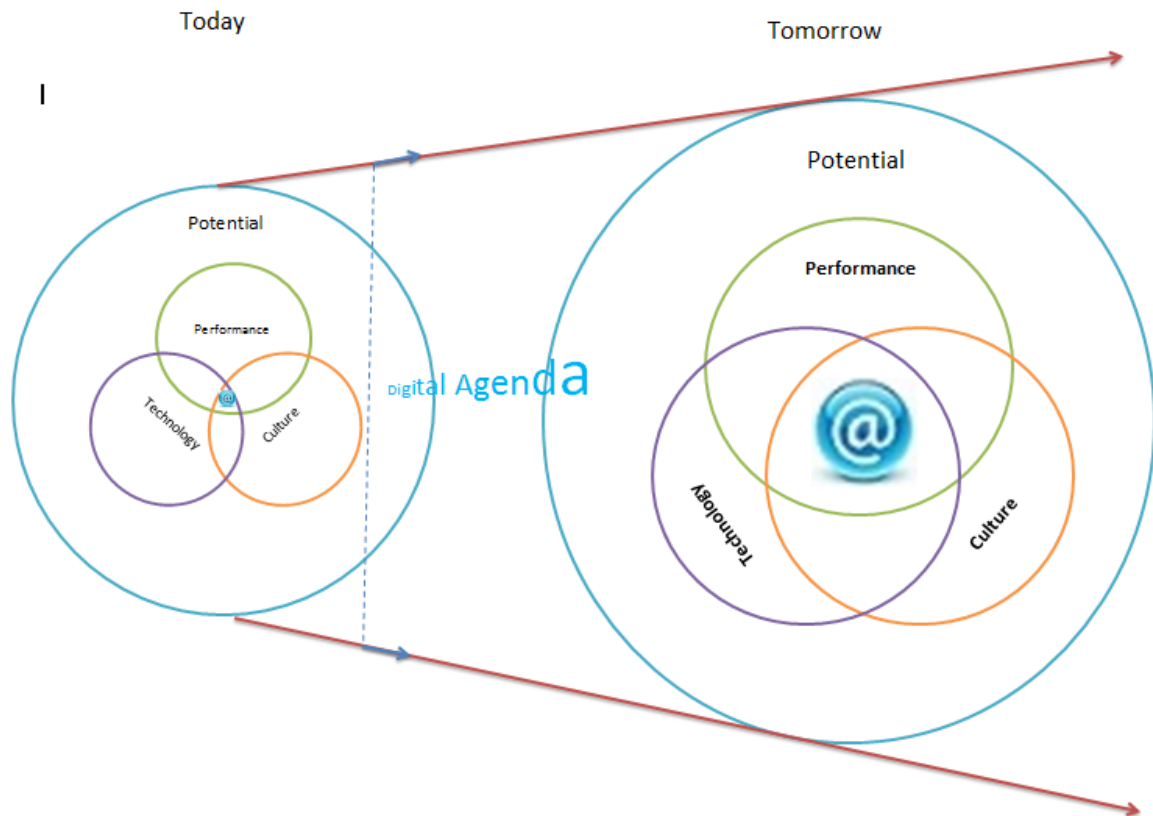 Today
Tomorrow
I
Potential
Performance
Technology
Culture
@
Digital Agenda
Potential
Performance
@
Technology
Culture